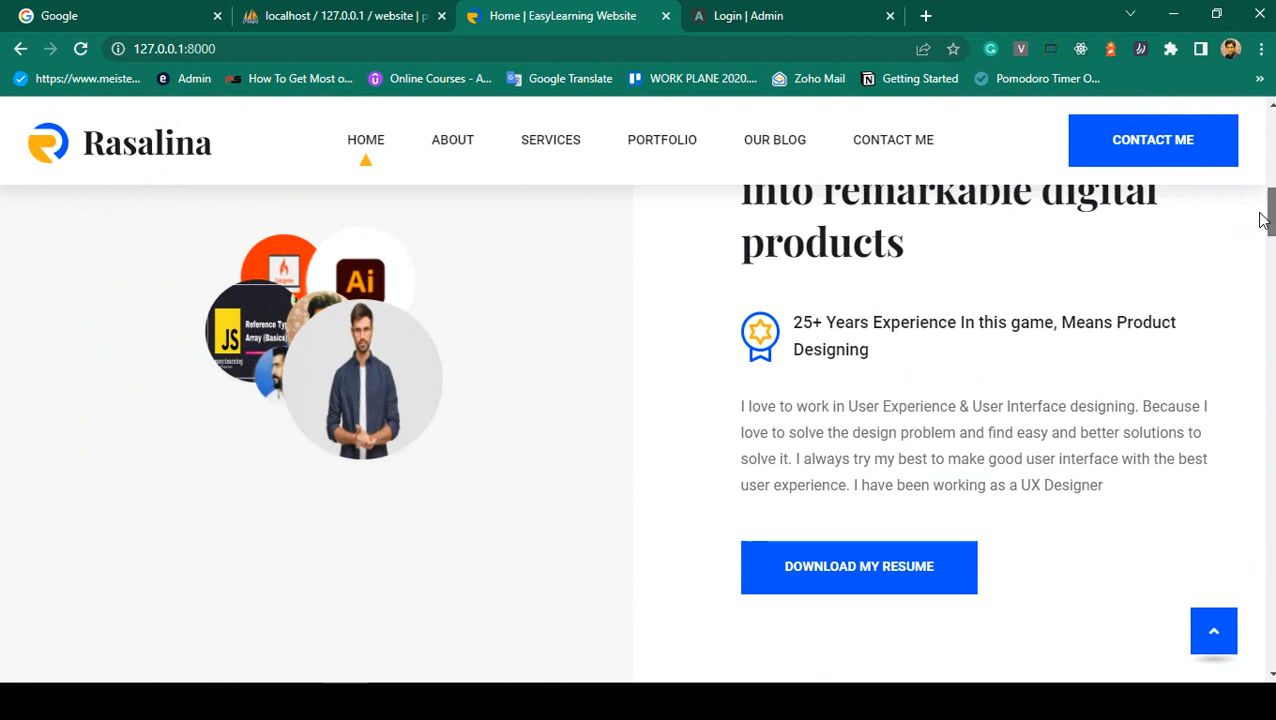 Google
localhost / 127.0.0.1 / website | p
Home | EasyLearning Website
Login | Admin
127.0.0.1:8000
https://www.meiste...
Admin
How To Get Most o...
Online Courses - A...
Google Translate
WORK PLANE 2020....
Zoho Mail
Getting Started
Pomodoro Timer O...
Rasalina
HOME
ABOUT
SERVICES
PORTFOLIO
OUR BLOG
CONTACT ME
CONTACT ME
into remarkable digital
products
Ai
JS
Reference Ty
Array (Basics)
25+ Years Experience In this game, Means Product
Designing
I love to work in User Experience & User Interface designing. Because I
love to solve the design problem and find easy and better solutions to
solve it. I always try my best to make good user interface with the best
user experience. I have been working as a UX Designer
DOWNLOAD MY RESUME